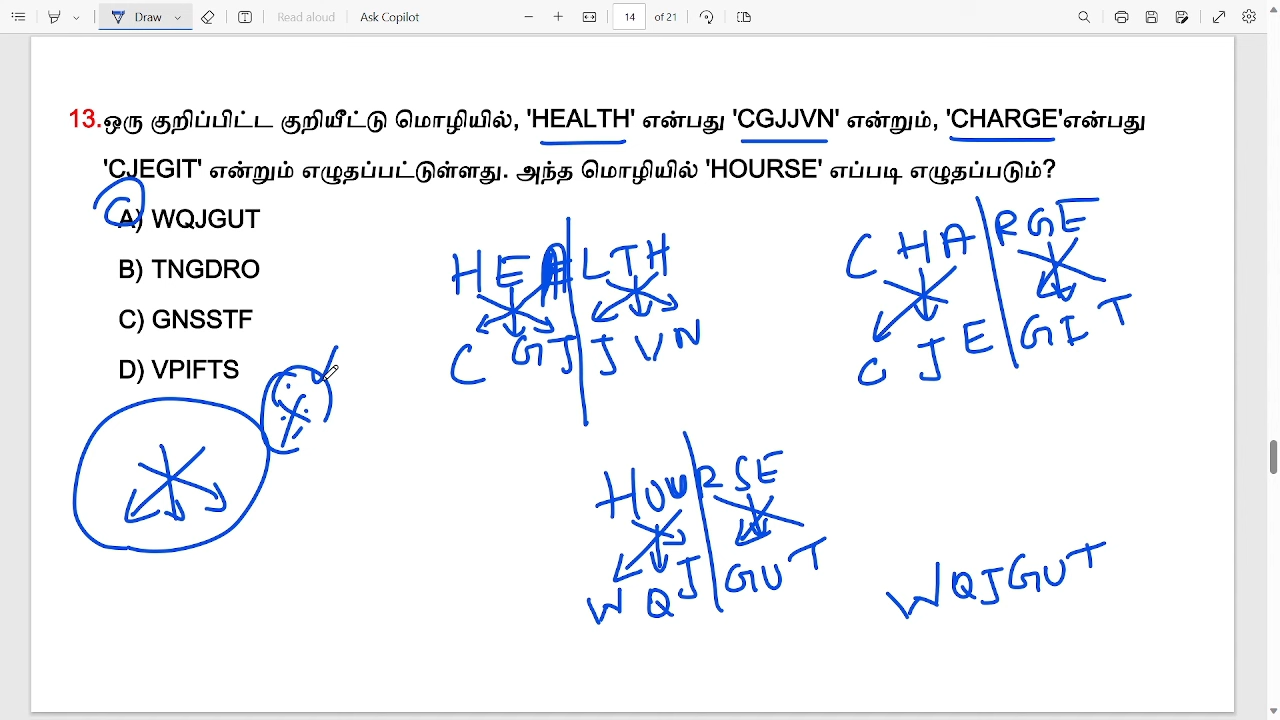 Draw
Read aloud
Ask Copilot
14
of 21
13.ஒரு குறிப்பிட்ட குறியீட்டு மொழியில், 'HEALTH' என்பது 'CGJJVN' என்றும், 'CHARGE'என்பது
'CJEGIT' என்றும் எழுதப்பட்டுள்ளது. அந்த மொழியில் 'HOURSE' எப்படி எழுதப்படும்?
A) WQJGUT
B) TNGDRO
C) GNSSTF
D) VPIFTS
HEALTH
CGJJVN
CHARGE
CJEGIT
HOURSE
WQJGUT
WQJGUT